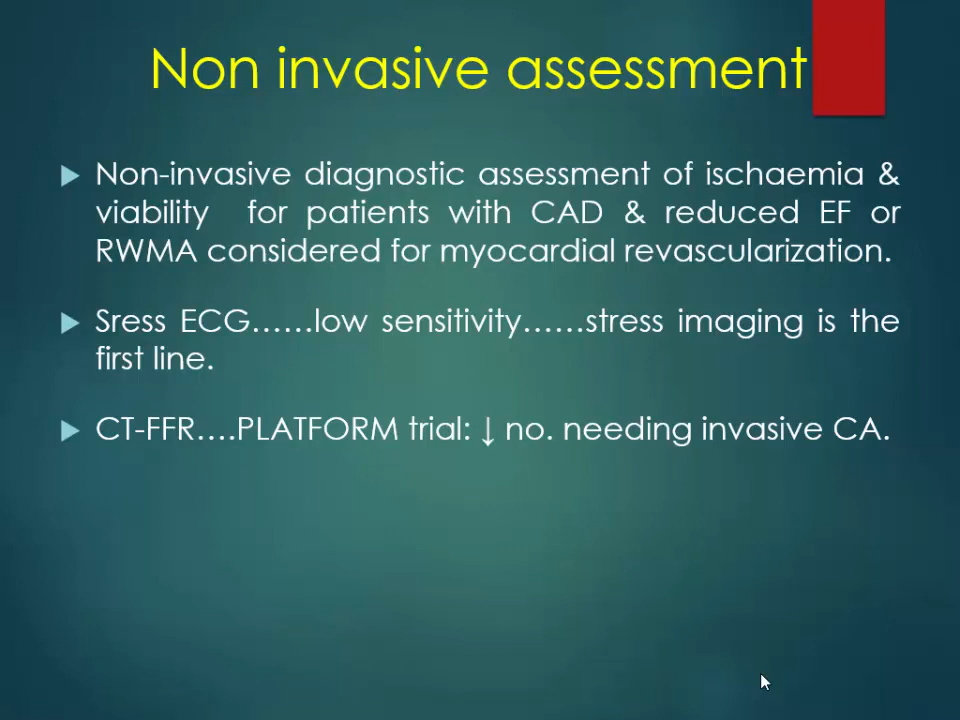 Non invasive assessment
Non-invasive diagnostic assessment of ischaemia &
viability for patients with CAD & reduced EF or
RWMA considered for myocardial revascularization.
Sress ECG......low sensitivity......stress imaging is the
first line.
CT-FFR....PLATFORM trial: ↓ no. needing invasive CA.